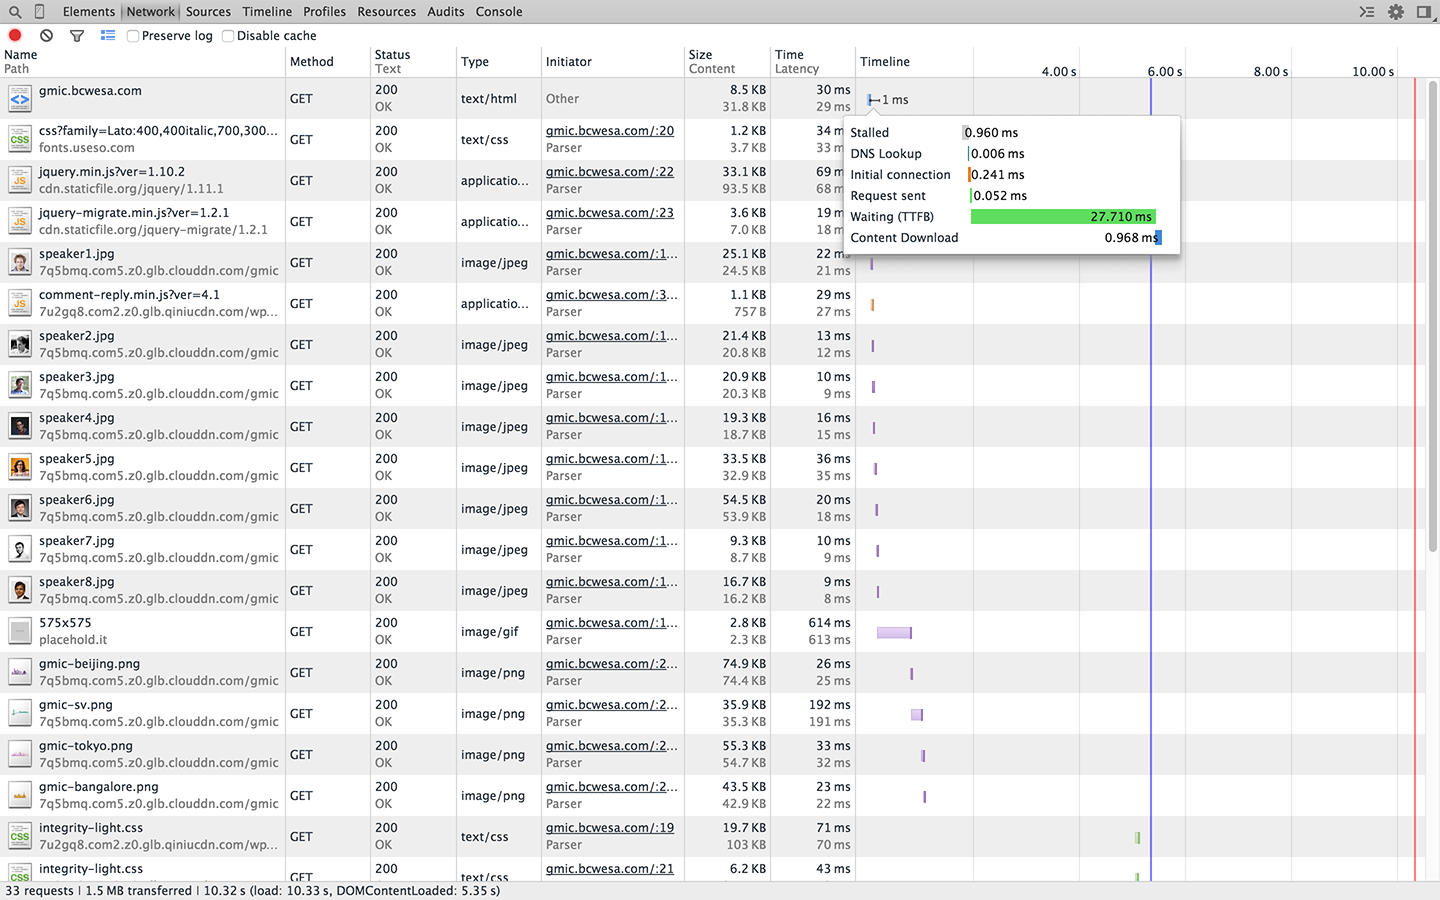 Elements Network Sources Timeline Profiles Resources Audits Console
Preserve log Disable cache
Name Path Method Status Text Type Initiator Size Content Time Latency Timeline 4.00 s 6.00 s 8.00 s 10.00 s
gmic.bcwesa.com GET 200 OK text/html Other 8.5 KB 31.8 KB 30 ms 29 ms 1 ms
css?family=Lato:400,400italic,700,300... fonts.useso.com GET 200 OK text/css gmic.bcwesa.com/:20 Parser 1.2 KB 3.7 KB 34 m 33 m
Stalled 0.960 ms
DNS Lookup 0.006 ms
Initial connection 0.241 ms
Request sent 0.052 ms
Waiting (TTFB) 27.710 ms
Content Download 0.968 ms
jquery.min.js?ver=1.10.2 cdn.staticfile.org/jquery/1.11.1 GET 200 OK applicatio... gmic.bcwesa.com/:22 Parser 33.1 KB 93.5 KB 69 m 68 m
jquery-migrate.min.js?ver=1.2.1 cdn.staticfile.org/jquery-migrate/1.2.1 GET 200 OK applicatio... gmic.bcwesa.com/:23 Parser 3.6 KB 7.0 KB 19 m 18 m
speaker1.jpg 7q5bmq.com5.z0.glb.clouddn.com/gmic GET 200 OK image/jpeg gmic.bcwesa.com/:1... Parser 25.1 KB 24.5 KB 22 m 21 ms
comment-reply.min.js?ver=4.1 7u2gq8.com2.z0.glb.qiniucdn.com/wp... GET 200 OK applicatio... gmic.bcwesa.com/:3... Parser 1.1 KB 757 B 29 ms 27 ms
speaker2.jpg 7q5bmq.com5.z0.glb.clouddn.com/gmic GET 200 OK image/jpeg gmic.bcwesa.com/:1... Parser 21.4 KB 20.8 KB 13 ms 12 ms
speaker3.jpg 7q5bmq.com5.z0.glb.clouddn.com/gmic GET 200 OK image/jpeg gmic.bcwesa.com/:1... Parser 20.9 KB 20.3 KB 10 ms 9 ms
speaker4.jpg 7q5bmq.com5.z0.glb.clouddn.com/gmic GET 200 OK image/jpeg gmic.bcwesa.com/:1... Parser 19.3 KB 18.7 KB 16 ms 15 ms
speaker5.jpg 7q5bmq.com5.z0.glb.clouddn.com/gmic GET 200 OK image/jpeg gmic.bcwesa.com/:1... Parser 33.5 KB 32.9 KB 36 ms 35 ms
speaker6.jpg 7q5bmq.com5.z0.glb.clouddn.com/gmic GET 200 OK image/jpeg gmic.bcwesa.com/:1... Parser 54.5 KB 53.9 KB 20 ms 18 ms
speaker7.jpg 7q5bmq.com5.z0.glb.clouddn.com/gmic GET 200 OK image/jpeg gmic.bcwesa.com/:1... Parser 9.3 KB 8.7 KB 10 ms 9 ms
speaker8.jpg 7q5bmq.com5.z0.glb.clouddn.com/gmic GET 200 OK image/jpeg gmic.bcwesa.com/:1... Parser 16.7 KB 16.2 KB 9 ms 8 ms
575x575 placehold.it GET 200 OK image/gif gmic.bcwesa.com/:1... Parser 2.8 KB 2.3 KB 614 ms 613 ms
gmic-beijing.png 7q5bmq.com5.z0.glb.clouddn.com/gmic GET 200 OK image/png gmic.bcwesa.com/:2... Parser 74.9 KB 74.4 KB 26 ms 25 ms
gmic-sv.png 7q5bmq.com5.z0.glb.clouddn.com/gmic GET 200 OK image/png gmic.bcwesa.com/:2... Parser 35.9 KB 35.3 KB 192 ms 191 ms
gmic-tokyo.png 7q5bmq.com5.z0.glb.clouddn.com/gmic GET 200 OK image/png gmic.bcwesa.com/:2... Parser 55.3 KB 54.7 KB 33 ms 32 ms
gmic-bangalore.png 7q5bmq.com5.z0.glb.clouddn.com/gmic GET 200 OK image/png gmic.bcwesa.com/:2... Parser 43.5 KB 42.9 KB 23 ms 22 ms
integrity-light.css 7u2gq8.com2.z0.glb.qiniucdn.com/wp... GET 200 OK text/css gmic.bcwesa.com/:19 Parser 19.7 KB 103 KB 71 ms 70 ms
integrity-light.css GET 200 text/css gmic.bcwesa.com/:21 6.2 KB 43 ms
33 requests | 1.5 MB transferred | 10.32 s (load: 10.33 s, DOMContentLoaded: 5.35 s)